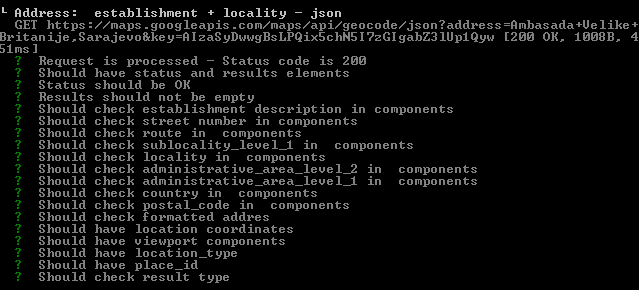 └ Address:  establishment + locality - json
GET https://maps.googleapis.com/maps/api/geocode/json?address=Ambasada+Velike+
Britanije,Sarajevo&key=AIzaSyDwwgBsLPQix5chN5I7zGIgabZ3lUp1Qyw [200 OK, 1008B, 4
51ms]
?  Request is processed - Status code is 200
?  Should have status and results elements
?  Status should be OK
?  Results should not be empty
?  Should check establishment description in components
?  Should check street number in components
?  Should check route in  components
?  Should check sublocality_level_1 in  components
?  Should check locality in  components
?  Should check administrative_area_level_2 in  components
?  Should check administrative_area_level_1 in  components
?  Should check country in  components
?  Should check postal_code in  components
?  Should check formatted addres
?  Should have location coordinates
?  Should have viewport components
?  Should have location_type
?  Should have place_id
?  Should check result type